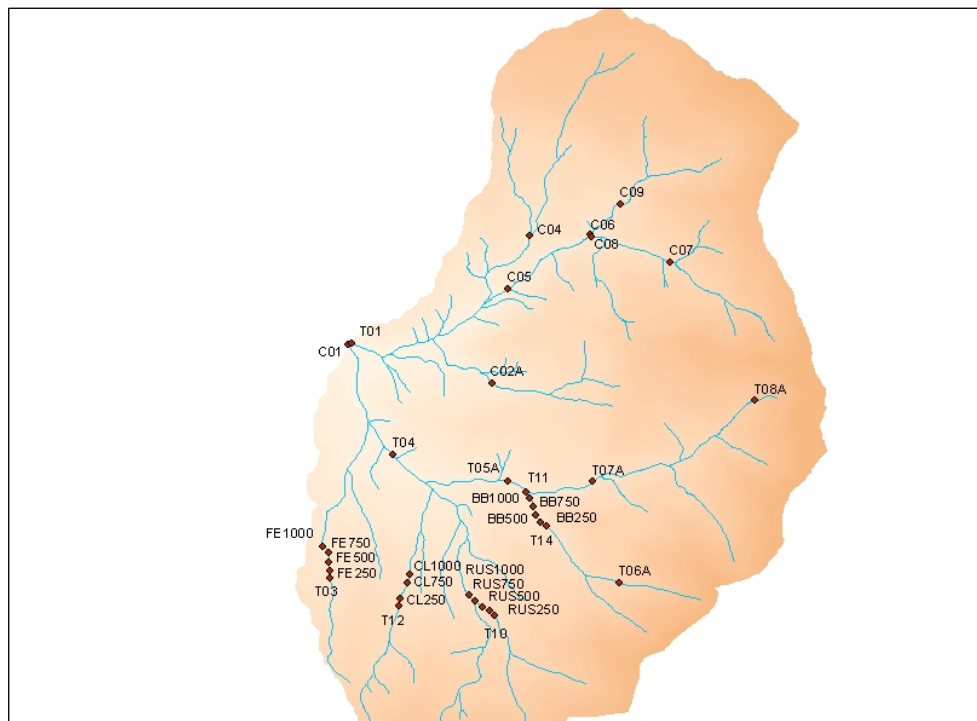 C09
C06
C04
C08
C07
C05
T01
C01
C02A
T08A
T04
T05A
T07A
T11
BB1000
BB750
BB500
BB250
FE1000
T14
FE750
FE500
CL1000
RUS1000
FE250
CL750
RUS750
T06A
T03
CL250
RUS500
RUS250
T12
T10